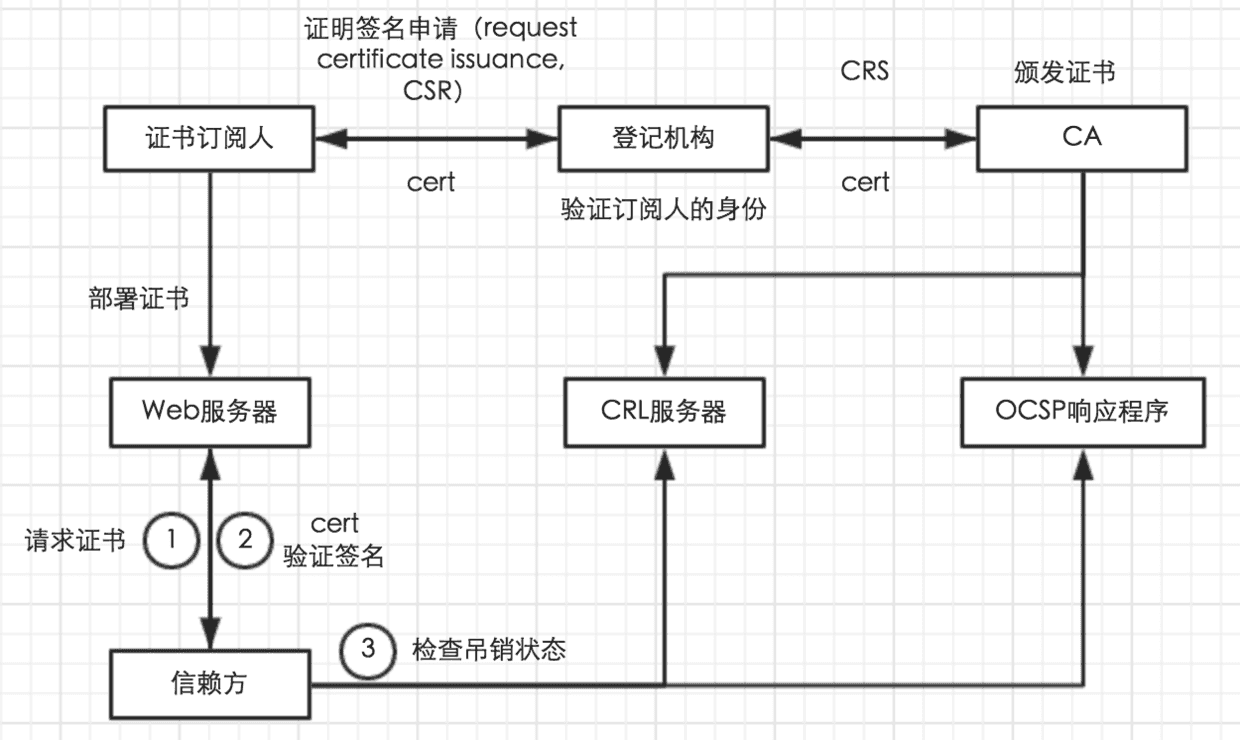 证明签名申请（request
certificate issuance,
CSR）
CRS
颁发证书
证书订阅人
登记机构
CA
cert
cert
验证订阅人的身份
部署证书
Web服务器
CRL服务器
OCSP响应程序
请求证书
1
2
cert
验证签名
3
检查吊销状态
信赖方